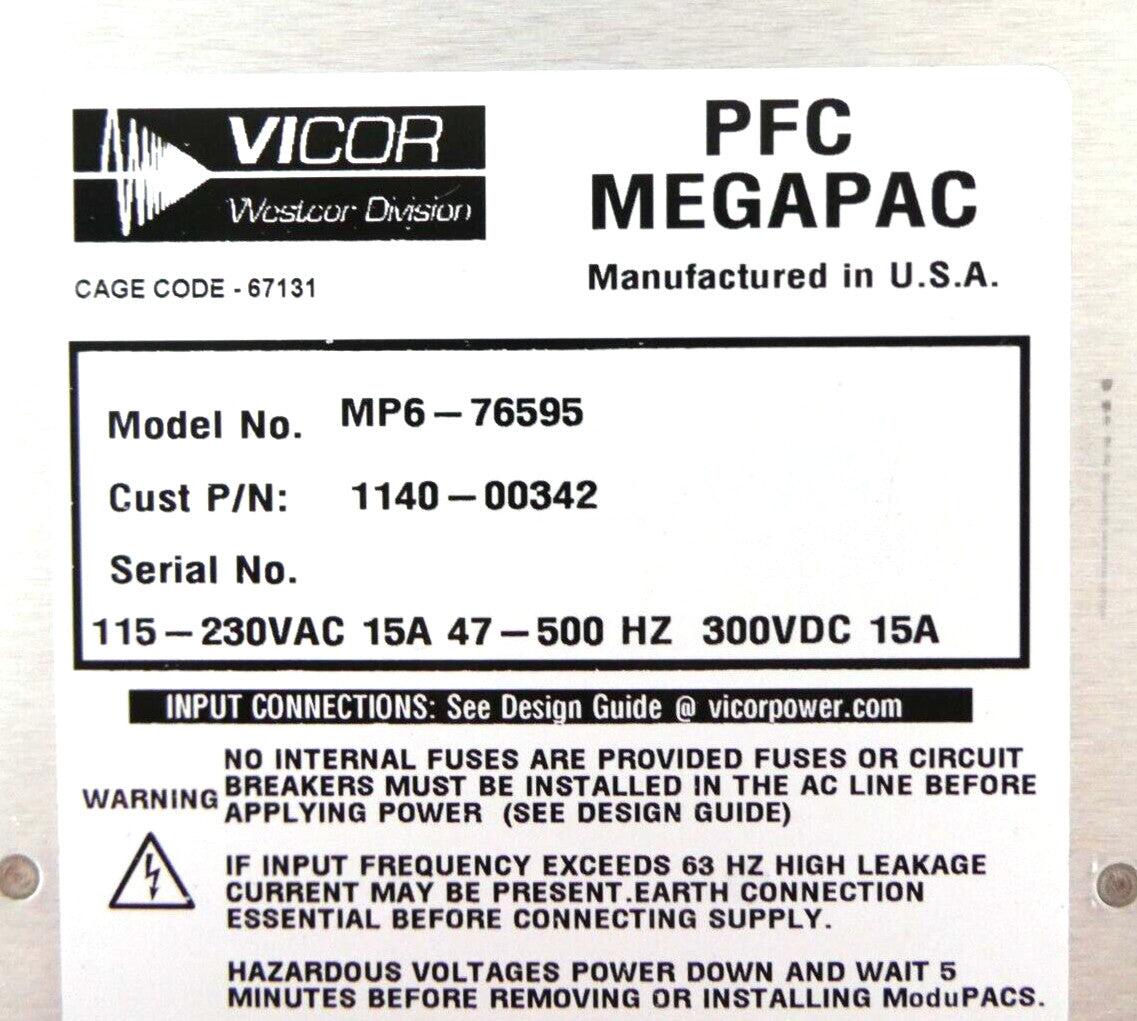 VICOR
Westcor Division
CAGE CODE - 67131
PFC
MEGAPAC
Manufactured in U.S.A.
Model No. MP6-76595
Cust P/N: 1140-00342
Serial No.
115-230VAC 15A 47-500 HZ 300VDC 15A
INPUT CONNECTIONS: See Design Guide @ vicorpower.com
WARNING
NO INTERNAL FUSES ARE PROVIDED FUSES OR CIRCUIT
BREAKERS MUST BE INSTALLED IN THE AC LINE BEFORE
APPLYING POWER (SEE DESIGN GUIDE)
IF INPUT FREQUENCY EXCEEDS 63 HZ HIGH LEAKAGE
CURRENT MAY BE PRESENT.EARTH CONNECTION
ESSENTIAL BEFORE CONNECTING SUPPLY.
HAZARDOUS VOLTAGES POWER DOWN AND WAIT 5
MINUTES BEFORE REMOVING OR INSTALLING ModuPACS.